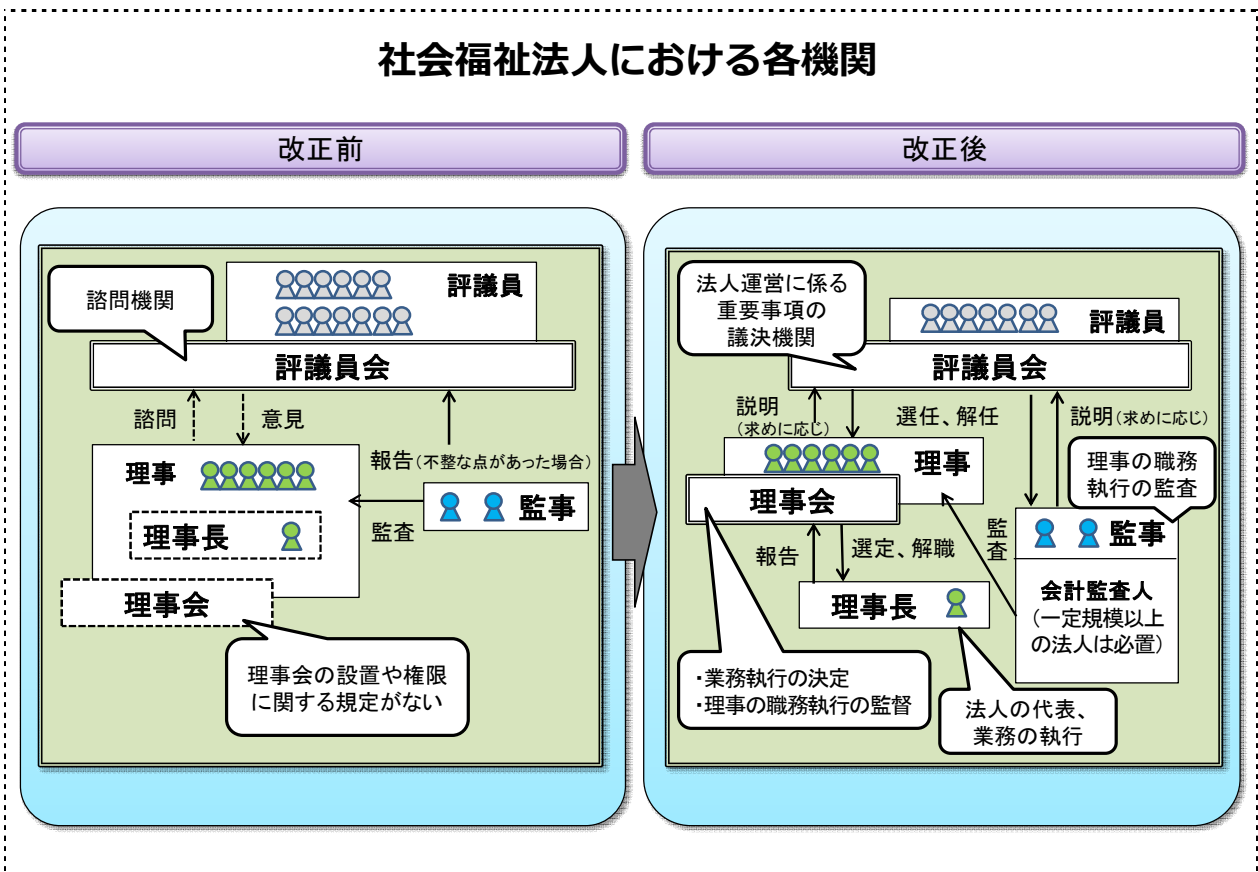 社会福祉法人における各機関
改正前
諮問機関
評議員
評議員会
諮問
意見
報告(不整な点があった場合)
理事
監事
監査
理事長
理事会
理事会の設置や権限
に関する規定がない
改正後
法人運営に係る
重要事項の
議決機関
評議員
評議員会
説明
(求めに応じ)
選任、解任
説明(求めに応じ)
理事
理事会
理事の職務
執行の監査
監事
監査
報告
選定、解職
理事長
会計監査人
(一定規模以上
の法人は必置)
・業務執行の決定
・理事の職務執行の監督
法人の代表、
業務の執行